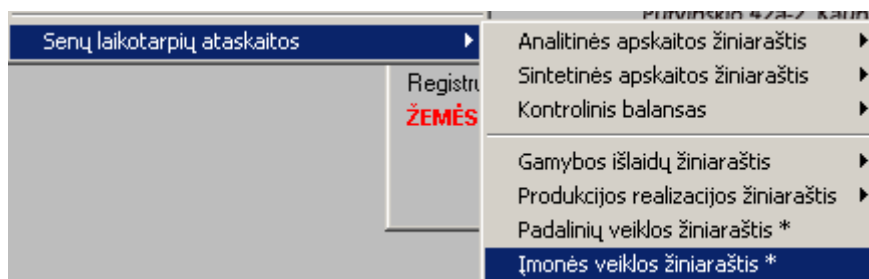 Senų laikotarpių ataskaitos
ŽEMĖS
Analitinės apskaitos žiniaraštis
Sintetinės apskaitos žiniaraštis
Kontrolinis balansas
Gamybos išlaidų žiniaraštis
Produkcijos realizacijos žiniaraštis
Padalinių veiklos žiniaraštis *
Įmonės veiklos žiniaraštis *